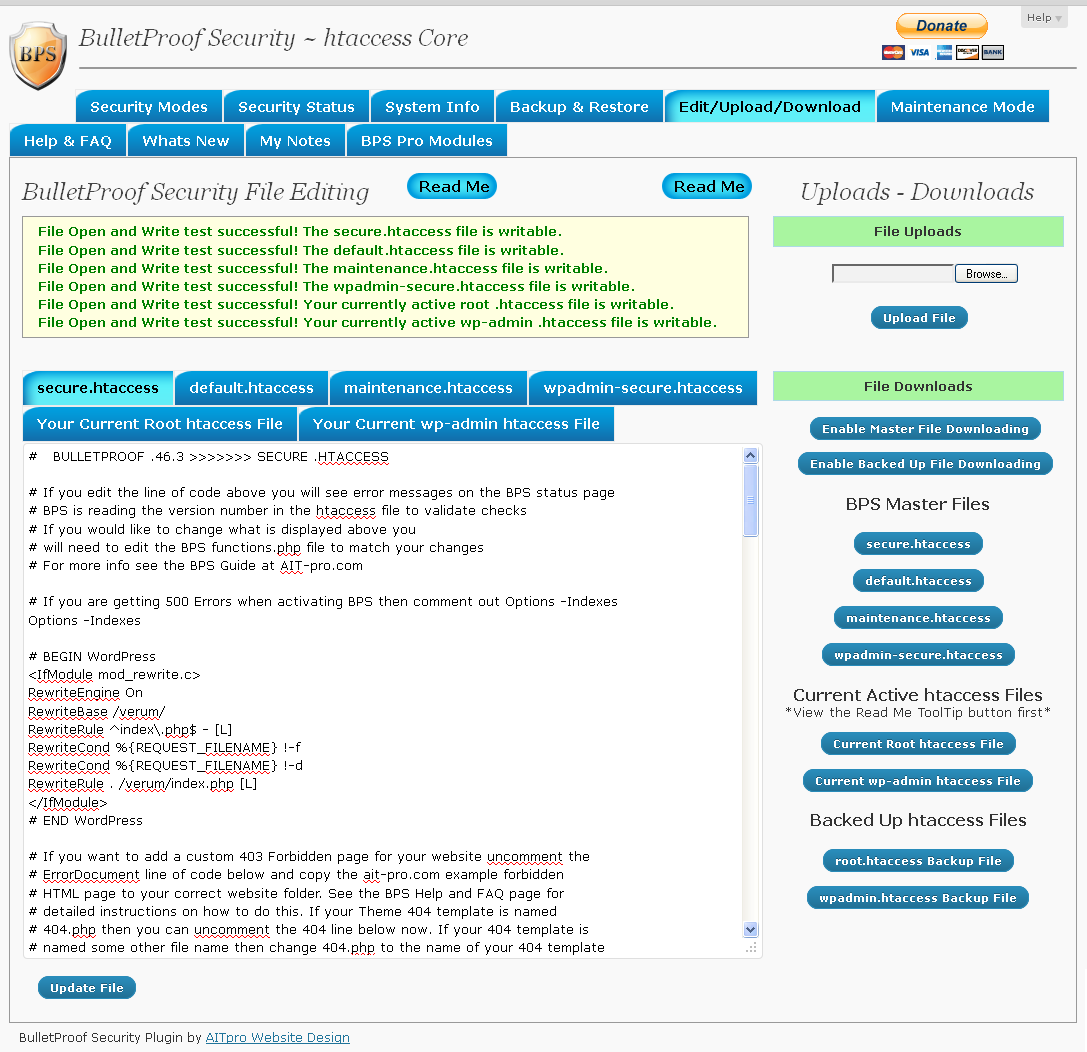 Help
BPS
BulletProof Security ~ htaccess Core
Donate
VISA
BANK
Security Modes
Security Status
System Info
Backup & Restore
Edit/Upload/Download
Maintenance Mode
Help & FAQ
Whats New
My Notes
BPS Pro Modules
BulletProof Security File Editing
Read Me
Read Me
File Open and Write test successful! The secure.htaccess file is writable.
File Open and Write test successful! The default.htaccess file is writable.
File Open and Write test successful! The maintenance.htaccess file is writable.
File Open and Write test successful! The wpadmin-secure.htaccess file is writable.
File Open and Write test successful! Your currently active root .htaccess file is writable.
File Open and Write test successful! Your currently active wp-admin .htaccess file is writable.
secure.htaccess
default.htaccess
maintenance.htaccess
wpadmin-secure.htaccess
Your Current Root htaccess File
Your Current wp-admin htaccess File
#   BULLETPROOF .46.3 >>>>>>> SECURE .HTACCESS
# If you edit the line of code above you will see error messages on the BPS status page
# BPS is reading the version number in the htaccess file to validate checks
# If you would like to change what is displayed above you
# will need to edit the BPS functions.php file to match your changes
# For more info see the BPS Guide at AIT-pro.com
# If you are getting 500 Errors when activating BPS then comment out Options -Indexes
Options -Indexes
# BEGIN WordPress
<IfModule mod_rewrite.c>
RewriteEngine On
RewriteBase /verum/
RewriteRule ^index\.php$ - [L]
RewriteCond %{REQUEST_FILENAME} !-f
RewriteCond %{REQUEST_FILENAME} !-d
RewriteRule . /verum/index.php [L]
</IfModule>
# END WordPress
# If you want to add a custom 403 Forbidden page for your website uncomment the
# ErrorDocument line of code below and copy the ait-pro.com example forbidden
# HTML page to your correct website folder. See the BPS Help and FAQ page for
# detailed instructions on how to do this. If your Theme 404 template is named
# 404.php then you can uncomment the 404 line below now. If your 404 template is
# named some other file name then change 404.php to the name of your 404 template
Update File
Uploads - Downloads
File Uploads
Browse...
Upload File
File Downloads
Enable Master File Downloading
Enable Backed Up File Downloading
BPS Master Files
secure.htaccess
default.htaccess
maintenance.htaccess
wpadmin-secure.htaccess
Current Active htaccess Files
*View the Read Me ToolTip button first*
Current Root htaccess File
Current wp-admin htaccess File
Backed Up htaccess Files
root.htaccess Backup File
wpadmin.htaccess Backup File
BulletProof Security Plugin by AITpro Website Design